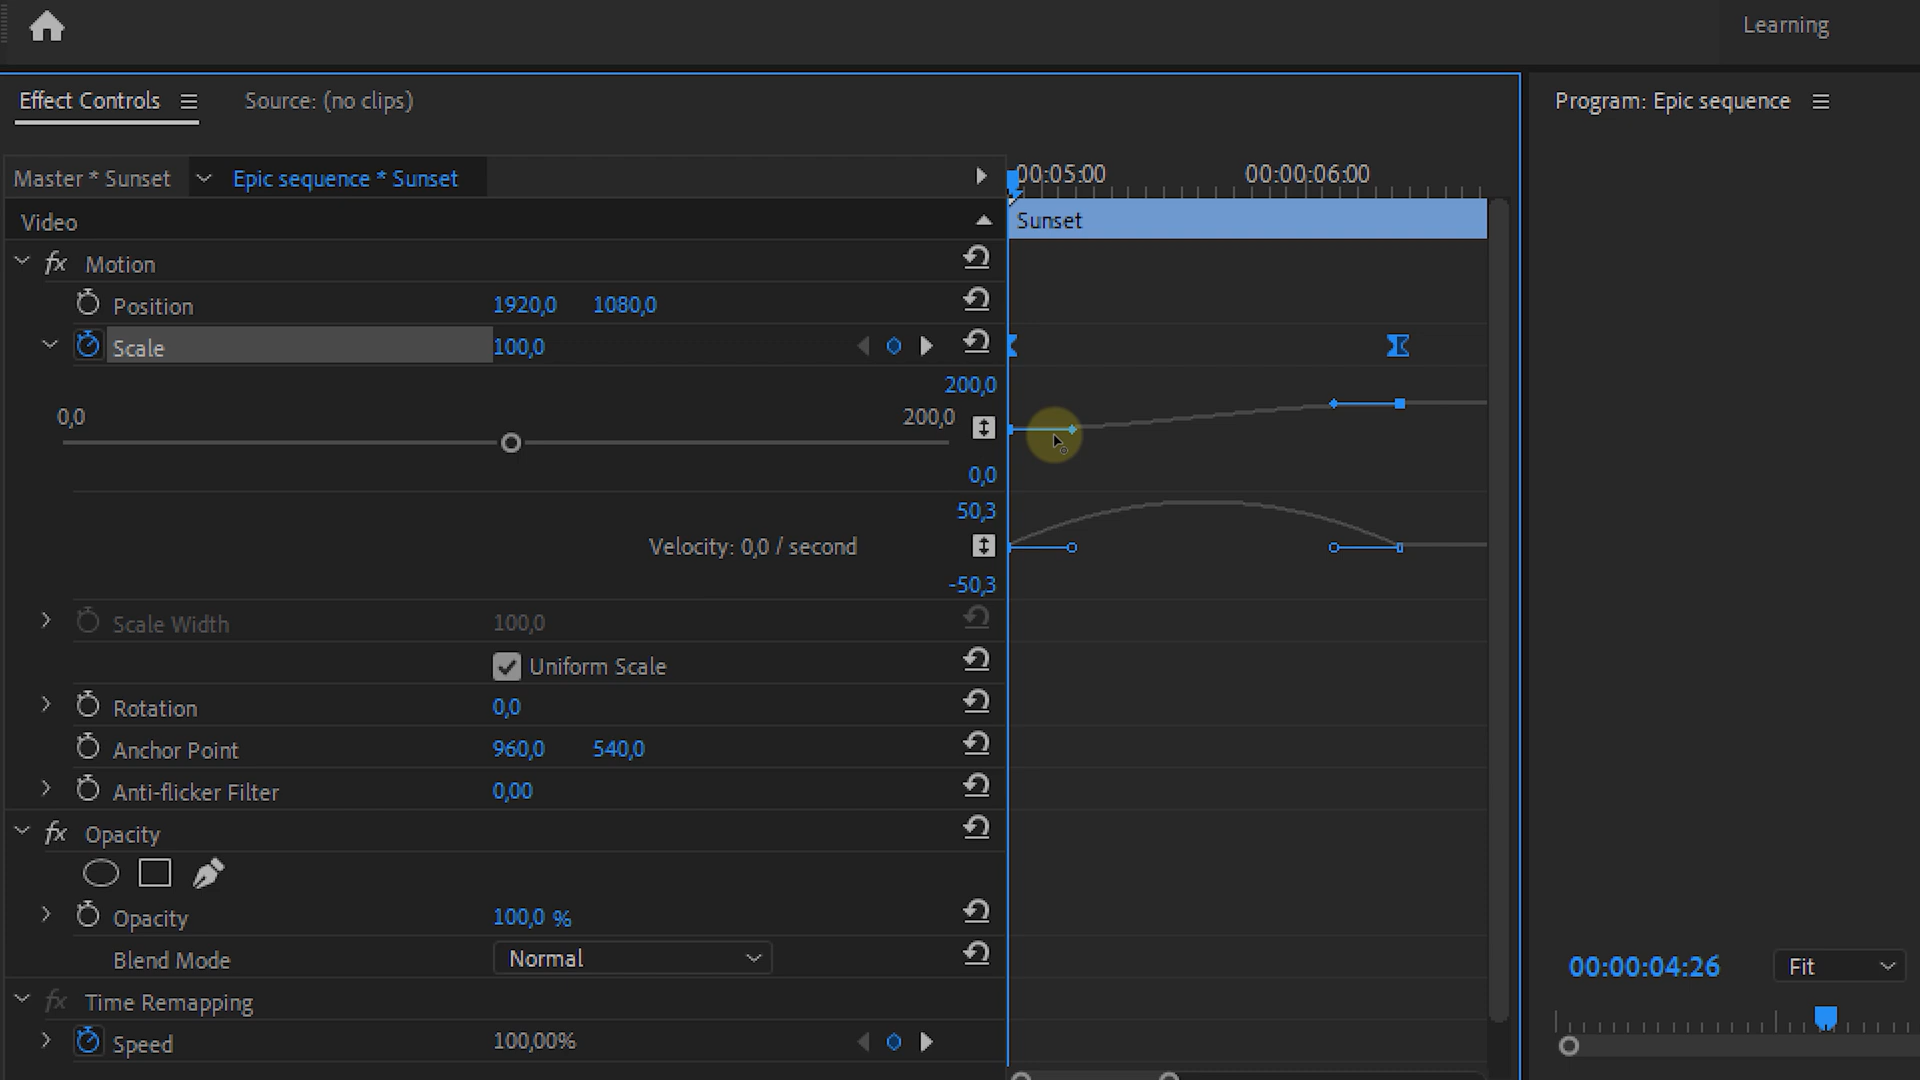 Learning
Effect Controls
Source: (no clips)
Program: Epic sequence
Master * Sunset
Epic sequence * Sunset
00:05:00
00:00:06:00
Video
Sunset
fx Motion
Position 1920,0 1080,0
Scale 100,0
200,0
0,0
200,0
0,0
50,3
Velocity: 0,0 / second
-50,3
Scale Width 100,0
Uniform Scale
Rotation 0,0
Anchor Point 960,0 540,0
Anti-flicker Filter 0,00
fx Opacity
Opacity 100,0 %
Blend Mode Normal
00:00:04:26
Fit
fx Time Remapping
Speed 100,00%